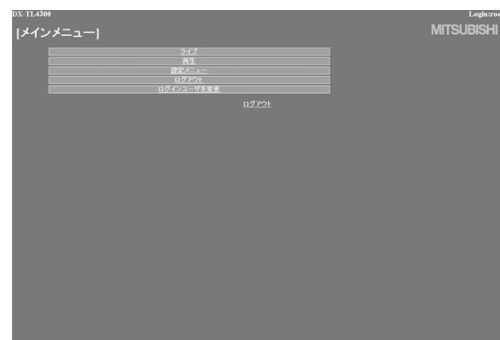 DX-TL4300
[メインメニュー]
MITSUBISHI
ライブ
再生
設定メニュー
ログアウト
ログインユーザを変更
ログアウト